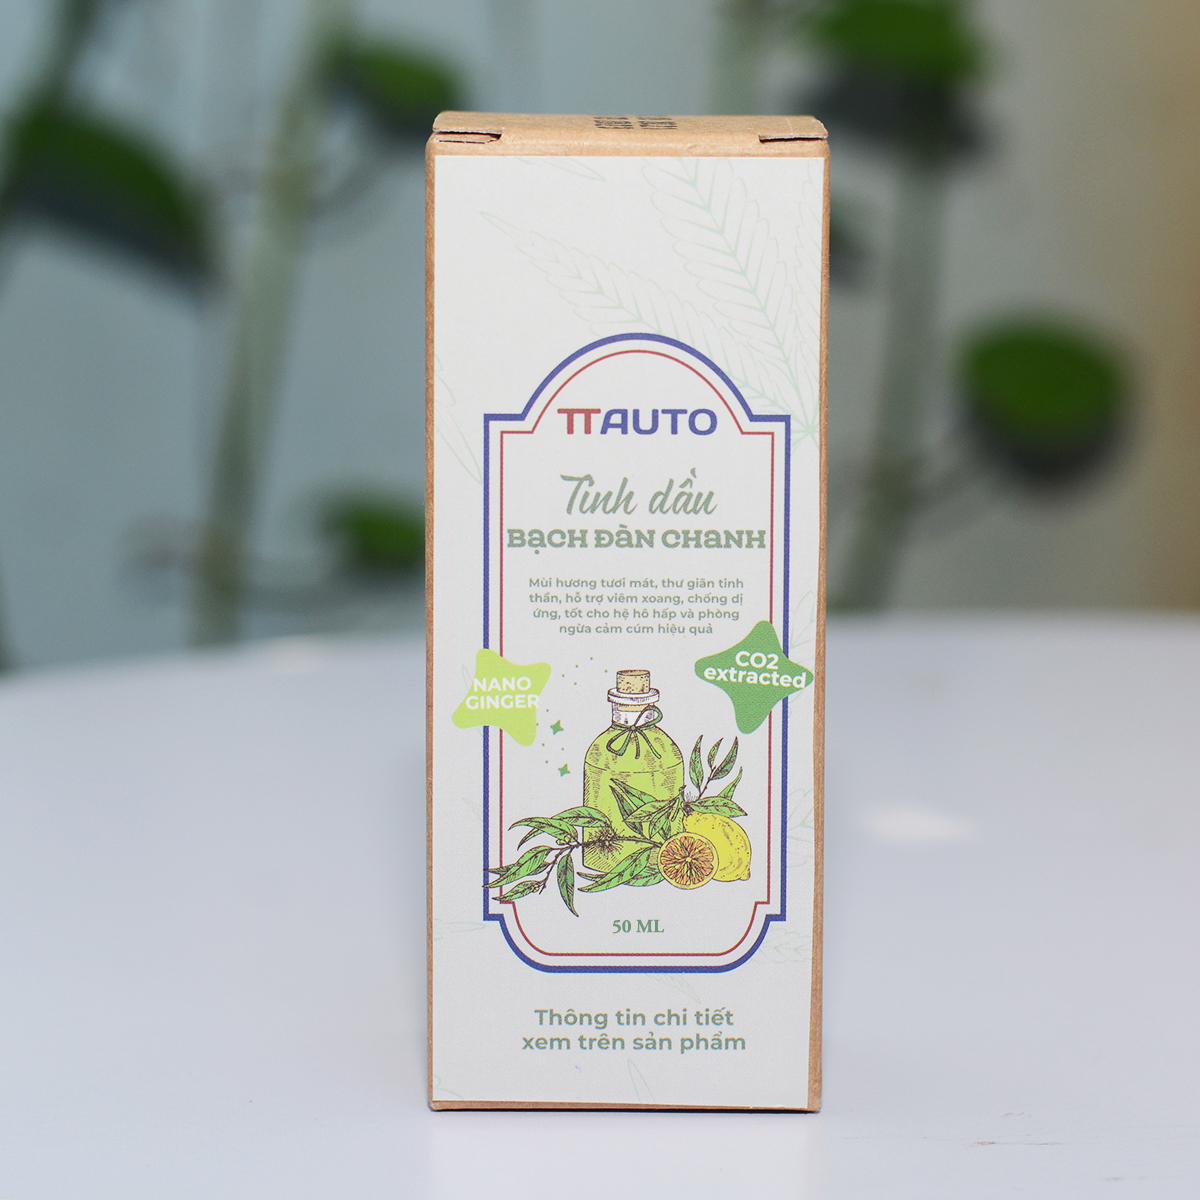 TTAUTO
Tinh dầu
BẠCH ĐÀN CHANH
Mùi hương tươi mát, thư giãn tinh
thần, hỗ trợ viêm xoang, chống dị
ứng, tốt cho hệ hô hấp và phòng
ngừa cảm cúm hiệu quả
CO2
extracted
NANO
GINGER
50 ML
Thông tin chi tiết
xem trên sản phẩm